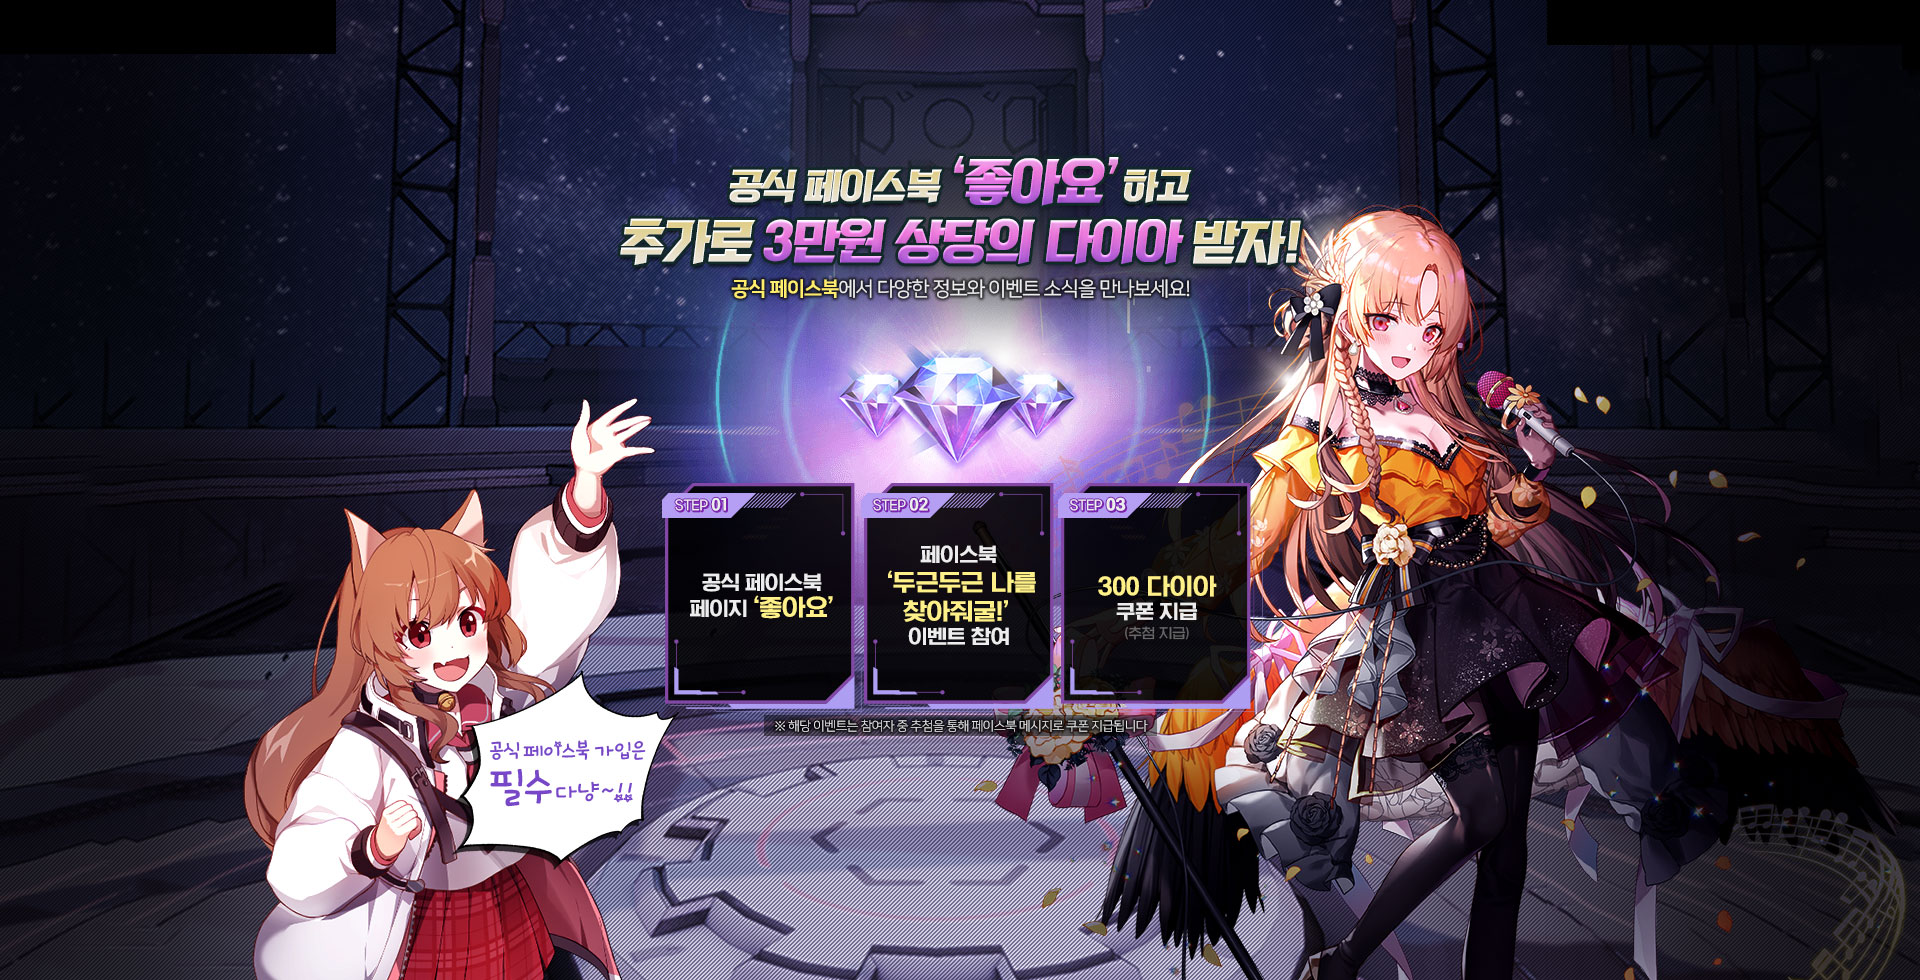 공식 페이스북 '좋아요' 하고
추가로 3만원 상당의 다이아 받자!
공식 페이스북에서 다양한 정보와 이벤트 소식을 만나보세요!
STEP 01
공식 페이스북
페이지 '좋아요'
STEP 02
페이스북
'두근두근 나를
찾아줘굴!'
이벤트 참여
STEP 03
300 다이아
쿠폰 지급
(추첨 지급)
※ 해당 이벤트는 참여자 중 추첨을 통해 페이스북 메시지로 쿠폰 지급됩니다
공식 페이스북 가입은
필수다냥~!!